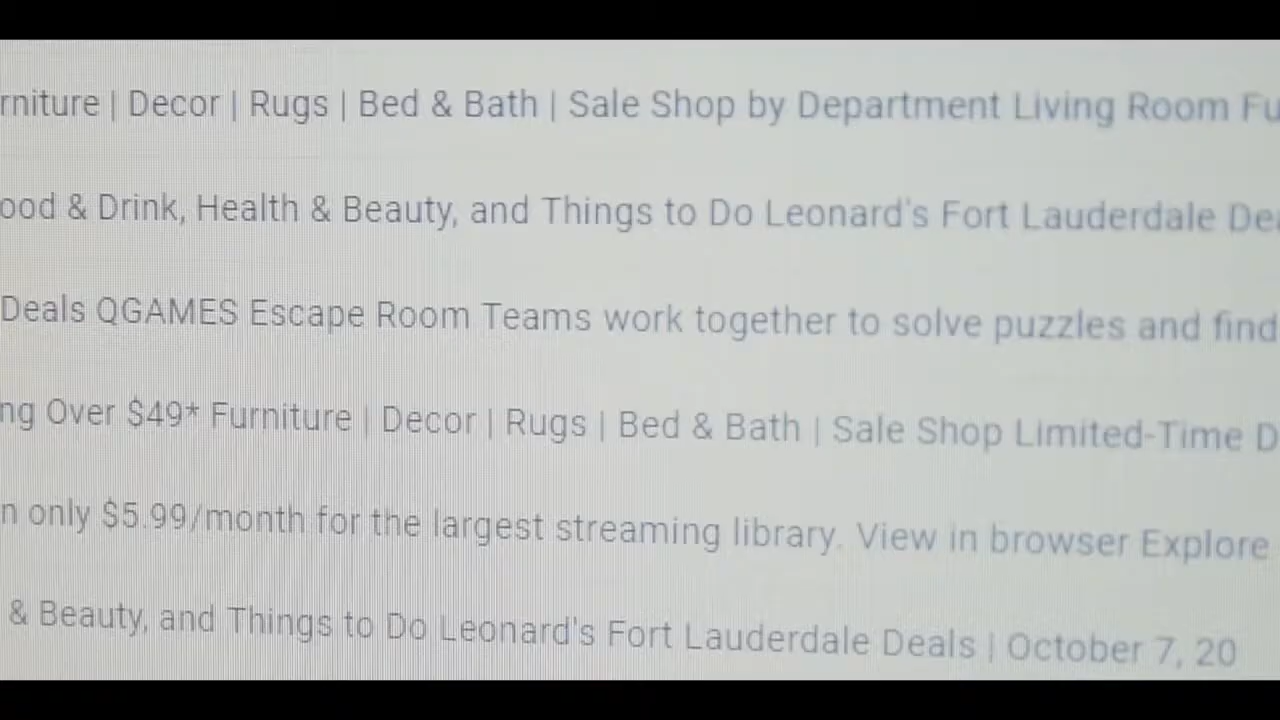 rniture | Decor | Rugs | Bed & Bath | Sale Shop by Department Living Room Fu
ood & Drink, Health & Beauty, and Things to Do Leonard's Fort Lauderdale De
Deals QGAMES Escape Room Teams work together to solve puzzles and find
ng Over $49* Furniture | Decor | Rugs | Bed & Bath | Sale Shop Limited-Time D
n only $5.99/month for the largest streaming library. View in browser Explore
& Beauty, and Things to Do Leonard's Fort Lauderdale Deals | October 7, 20